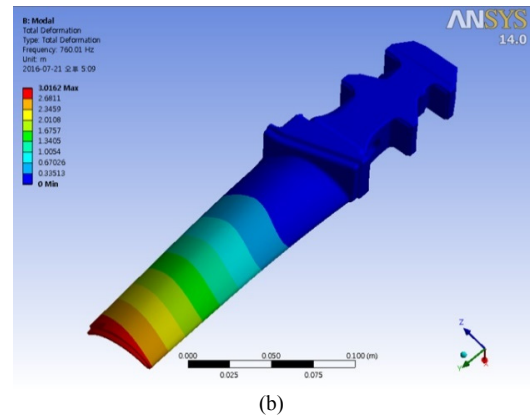 B: Modal
Total Deformation
Type: Total Deformation
Frequency: 760.01 Hz
Unit: m
2016-07-21 오후 5:09
3.0162 Max
2.6811
2.3459
2.0108
1.6757
1.3405
1.0054
0.67026
0.33513
0 Min
ANSYS
14.0
0.000
0.050
0.100 (m)
0.025
0.075
Z
Y
X
(b)